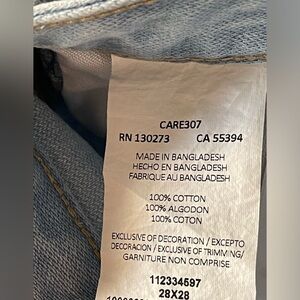 CARE307
RN 130273 CA 55394
MADE IN BANGLADESH
HECHO EN BANGLADESH
FABRIQUE AU BANGLADESH
100% COTTON
100% ALGODON
100% COTON
EXCLUSIVE OF DECORATION / EXCEPTO
DECORACION / EXCLUSIVE OF TRIMMING/
GARNITURE NON COMPRISE
112334597
28X28